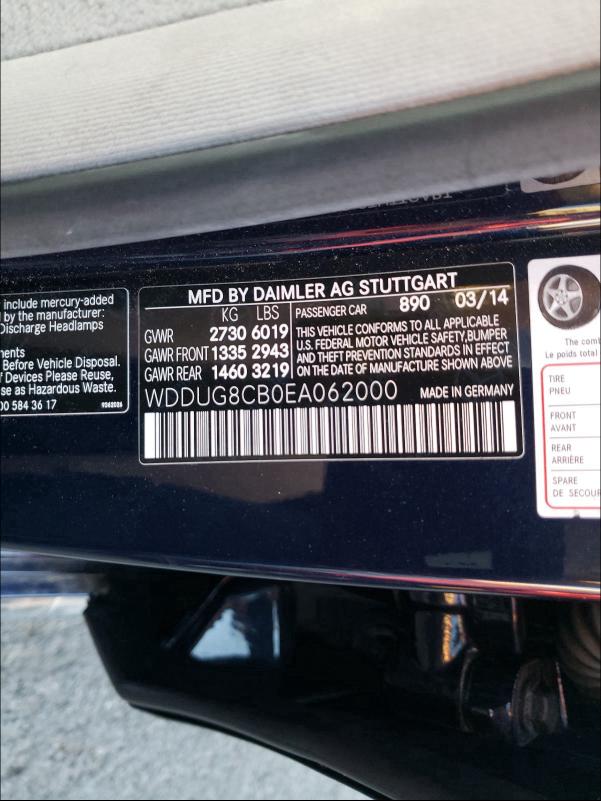 include mercury-added
by the manufacturer:
Discharge Headlamps
Before Vehicle Disposal.
Devices Please Reuse,
as Hazardous Waste.
00 584 36 17
MFD BY DAIMLER AG STUTTGART
KG LBS
GVWR 2730 6019
GAWR FRONT 1335 2943
GAWR REAR 1460 3219
PASSENGER CAR 890 03/14
THIS VEHICLE CONFORMS TO ALL APPLICABLE
U.S. FEDERAL MOTOR VEHICLE SAFETY, BUMPER
AND THEFT PREVENTION STANDARDS IN EFFECT
ON THE DATE OF MANUFACTURE SHOWN ABOVE
WDDUG8CB0EA062000 MADE IN GERMANY
The com
Le poids total
TIRE
PNEU
FRONT
AVANT
REAR
ARRIÈRE
SPARE
DE SECOUR